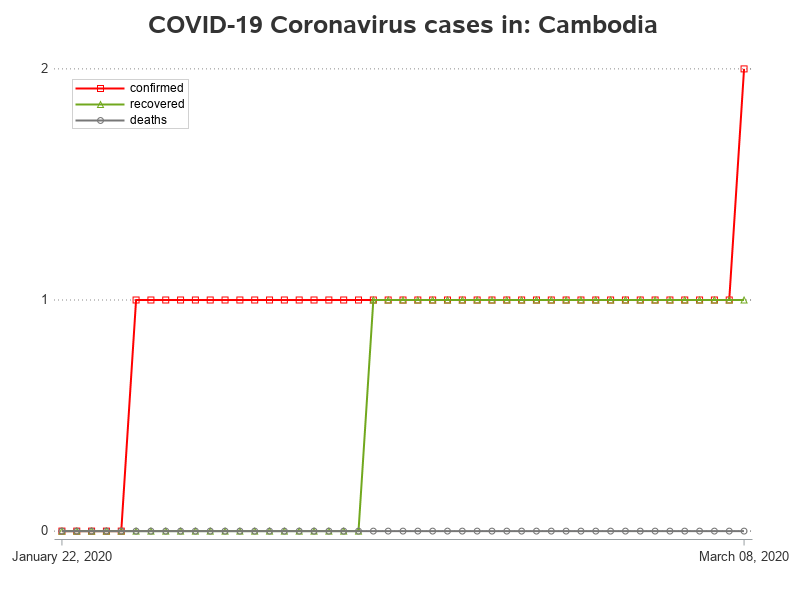 COVID-19 Coronavirus cases in: Cambodia
2
confirmed
recovered
deaths
1
0
January 22, 2020
March 08, 2020